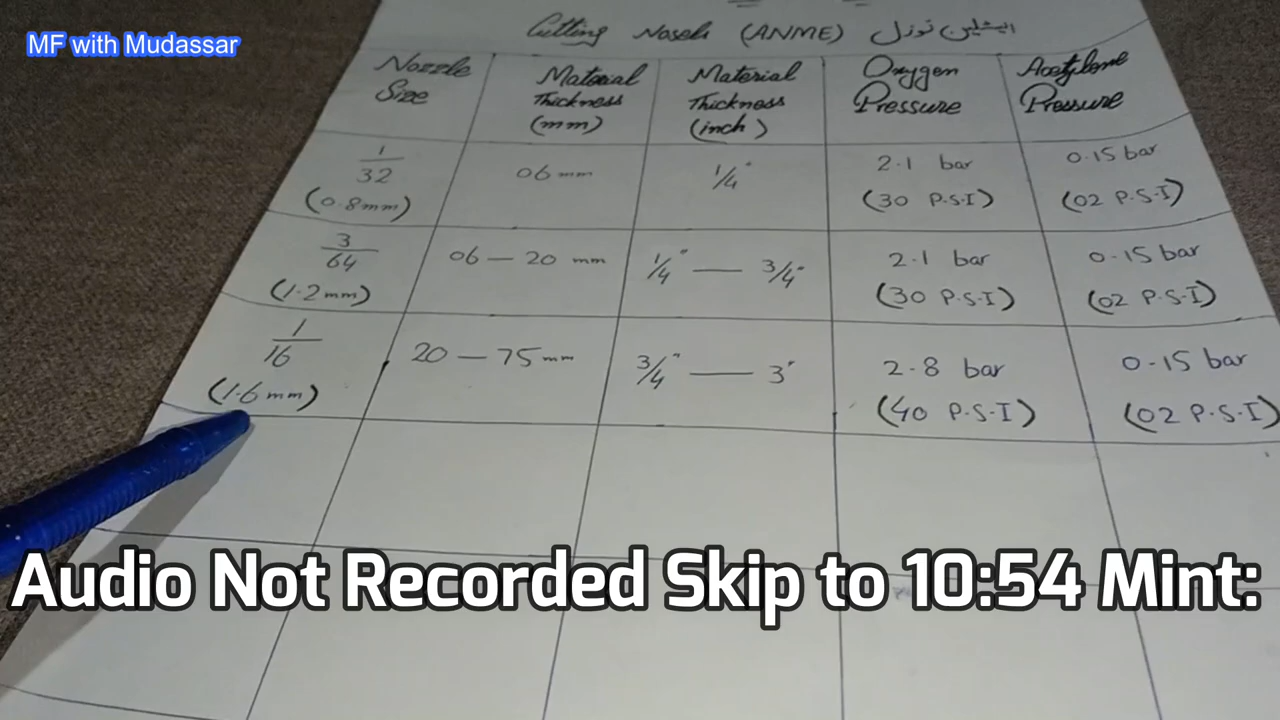 MF with Mudassar
Cutting Nosele (ANME) ایسٹیلین نوزل
Nozzle Size | Material Thickness (mm) | Material Thickness (inch) | Oxygen Pressure | Acetylene Pressure
1/32 (0.8mm) | 06 mm | 1/4" | 2.1 bar (30 P.S.I) | 0.15 bar (02 P.S.I)
3/64 (1.2mm) | 06 — 20 mm | 1/4" — 3/4" | 2.1 bar (30 P.S.I) | 0.15 bar (02 P.S.I)
1/16 (1.6mm) | 20 — 75 mm | 3/4" — 3" | 2.8 bar (40 P.S.I) | 0.15 bar (02 P.S.I)
Audio Not Recorded Skip to 10:54 Mint: